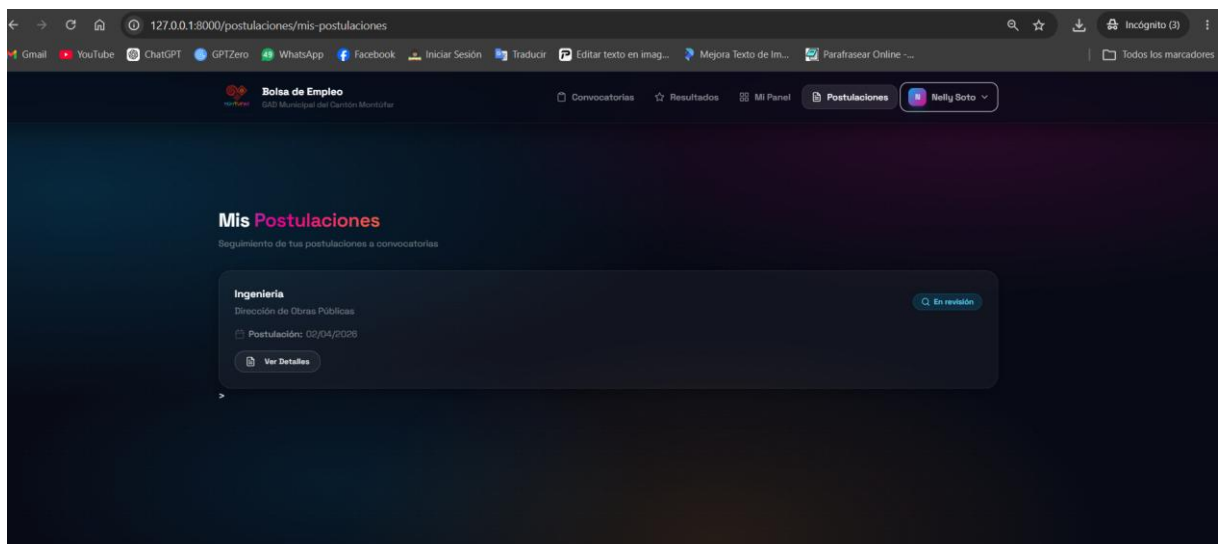 127.0.0.1:8000/postulaciones/mis-postulaciones
Incógnito (3)
Gmail YouTube ChatGPT GPTZero WhatsApp Facebook Iniciar Sesión Traducir Editar texto en imag... Mejora Texto de Im... Parafrasear Online -... Todos los marcadores
Bolsa de Empleo
GAD Municipal del Cantón Montúfar
Convocatorias Resultados Mi Panel Postulaciones N Nelly Soto
Mis Postulaciones
Seguimiento de tus postulaciones a convocatorias
Ingeniería
Dirección de Obras Públicas
En revisión
Postulación: 02/04/2026
Ver Detalles
>